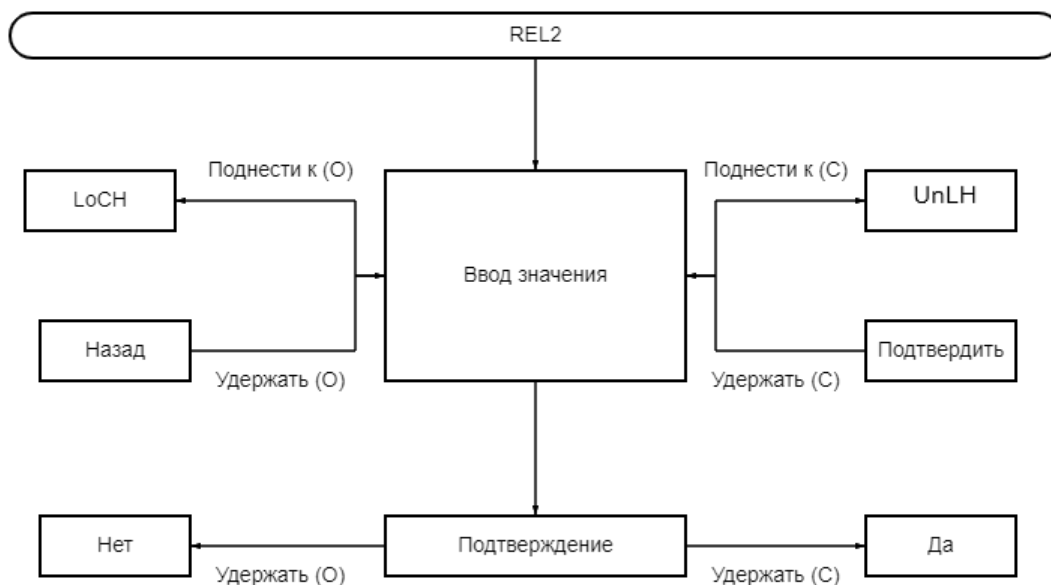 REL2
Поднести к (O)
Поднести к (C)
LoCH
UnLH
Ввод значения
Назад
Подтвердить
Удержать (O)
Удержать (C)
Нет
Подтверждение
Да
Удержать (O)
Удержать (C)